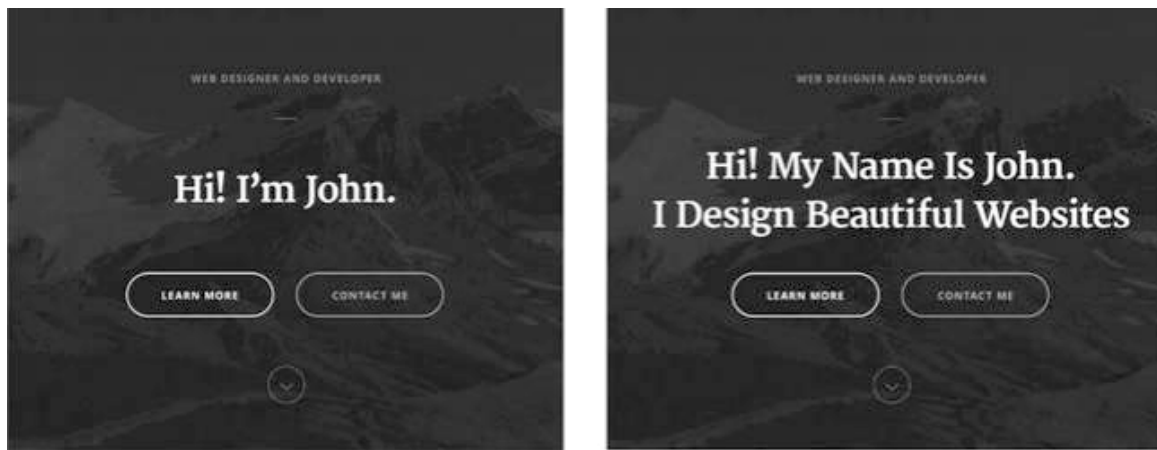 WEB DESIGNER AND DEVELOPER
Hi! I’m John.
LEARN MORE
CONTACT ME
WEB DESIGNER AND DEVELOPER
Hi! My Name Is John.
I Design Beautiful Websites
LEARN MORE
CONTACT ME